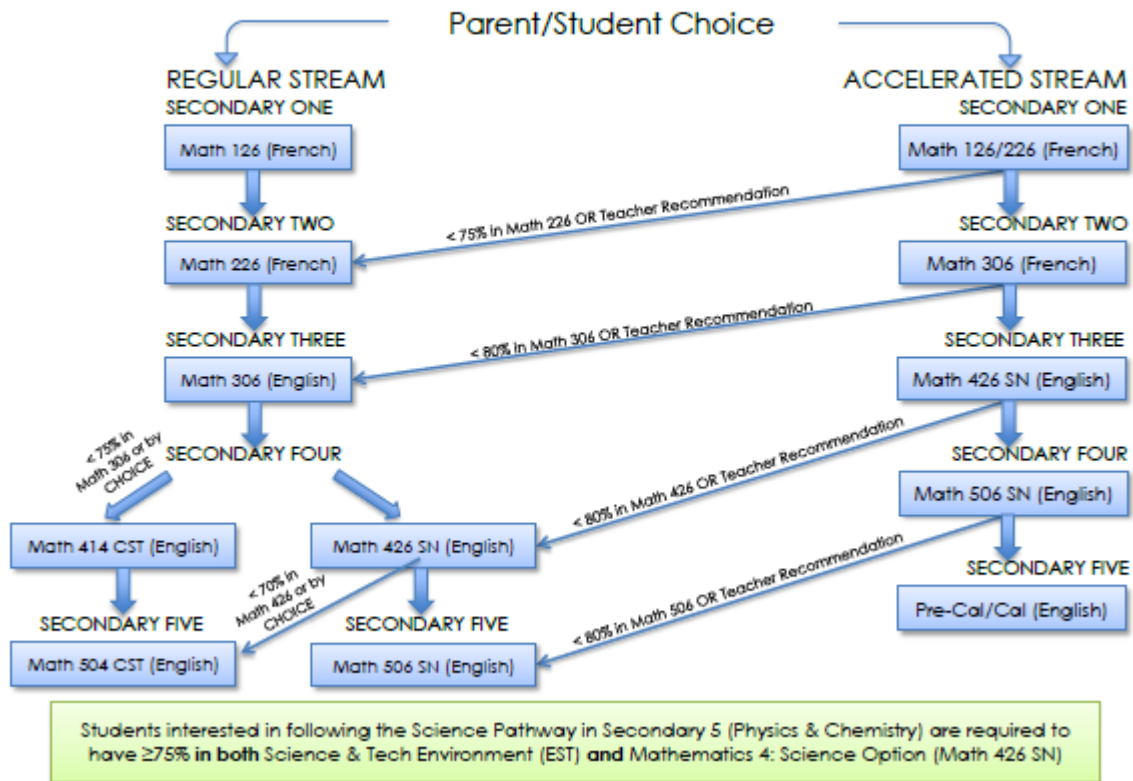 Parent/Student Choice
REGULAR STREAM
ACCELERATED STREAM
SECONDARY ONE
SECONDARY ONE
Math 126 (French)
Math 126/226 (French)
< 75% in Math 226 OR Teacher Recommendation
SECONDARY TWO
SECONDARY TWO
Math 226 (French)
Math 306 (French)
< 80% in Math 306 OR Teacher Recommendation
SECONDARY THREE
SECONDARY THREE
Math 306 (English)
Math 426 SN (English)
< 75% in
Math 306 or by
CHOICE
SECONDARY FOUR
< 80% in Math 426 OR Teacher Recommendation
SECONDARY FOUR
Math 506 SN (English)
Math 414 CST (English)
Math 426 SN (English)
< 70% in
Math 426 or by
CHOICE
< 80% in Math 506 OR Teacher Recommendation
SECONDARY FIVE
Pre-Cal/Cal (English)
SECONDARY FIVE
SECONDARY FIVE
Math 504 CST (English)
Math 506 SN (English)
Students interested in following the Science Pathway in Secondary 5 (Physics & Chemistry) are required to
have ≥75% in both Science & Tech Environment (EST) and Mathematics 4: Science Option (Math 426 SN)